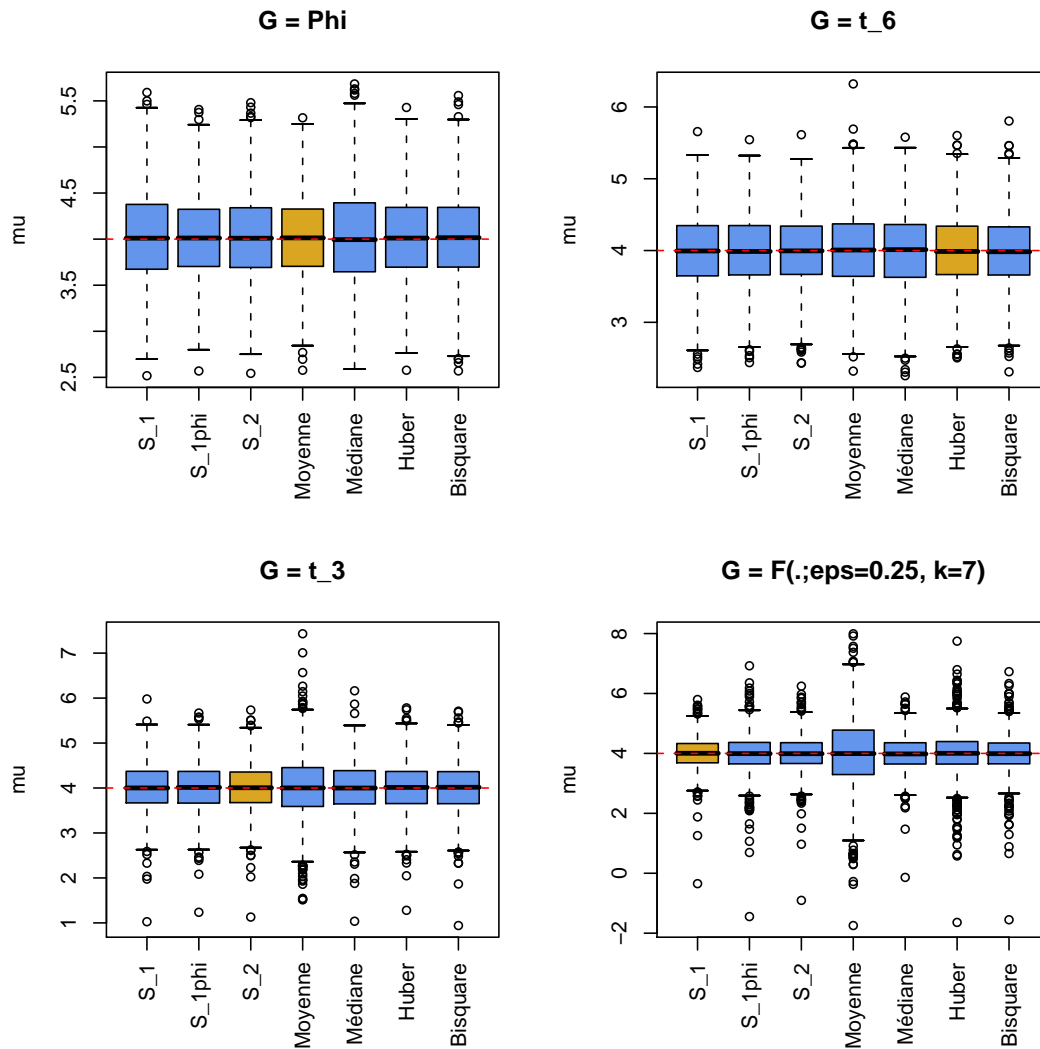 G = Phi
mu
5.5
4.5
3.5
2.5
S_1
S_1phi
S_2
Moyenne
Médiane
Huber
Bisquare
G = t_6
mu
6
5
4
3
S_1
S_1phi
S_2
Moyenne
Médiane
Huber
Bisquare
G = t_3
mu
7
6
5
4
3
2
1
S_1
S_1phi
S_2
Moyenne
Médiane
Huber
Bisquare
G = F(.;eps=0.25, k=7)
mu
8
6
4
2
0
−2
S_1
S_1phi
S_2
Moyenne
Médiane
Huber
Bisquare